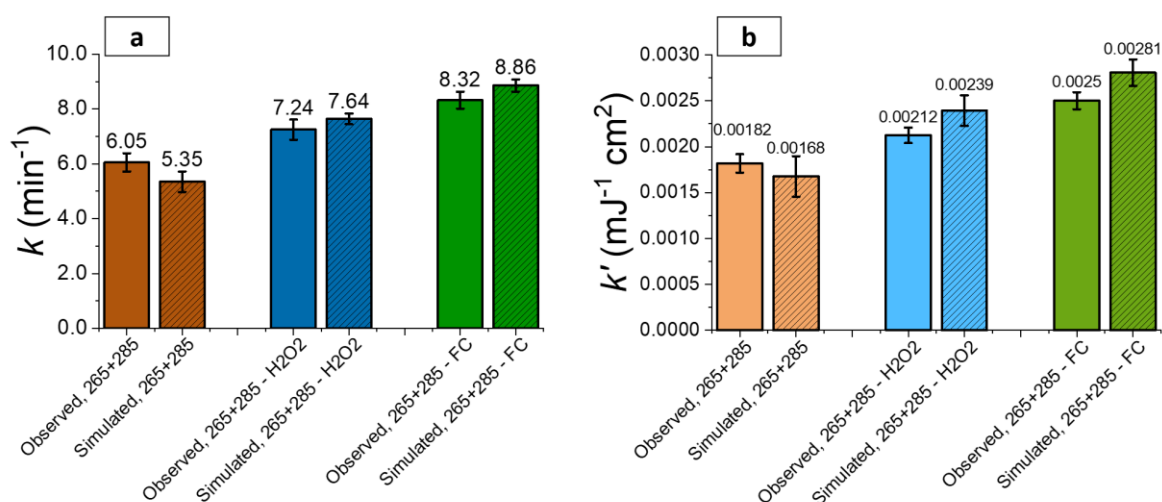 a
k (min⁻¹)
10.0
8.0
6.0
4.0
2.0
0.0
6.05
5.35
7.24
7.64
8.32
8.86
Observed, 265+285
Simulated, 265+285
Observed, 265+285 - H2O2
Simulated, 265+285 - H2O2
Observed, 265+285 - FC
Simulated, 265+285 - FC
b
k' (mJ⁻¹ cm²)
0.0030
0.0025
0.0020
0.0015
0.0010
0.0005
0.0000
0.00182
0.00168
0.00212
0.00239
0.0025
0.00281
Observed, 265+285
Simulated, 265+285
Observed, 265+285 - H2O2
Simulated, 265+285 - H2O2
Observed, 265+285 - FC
Simulated, 265+285 - FC